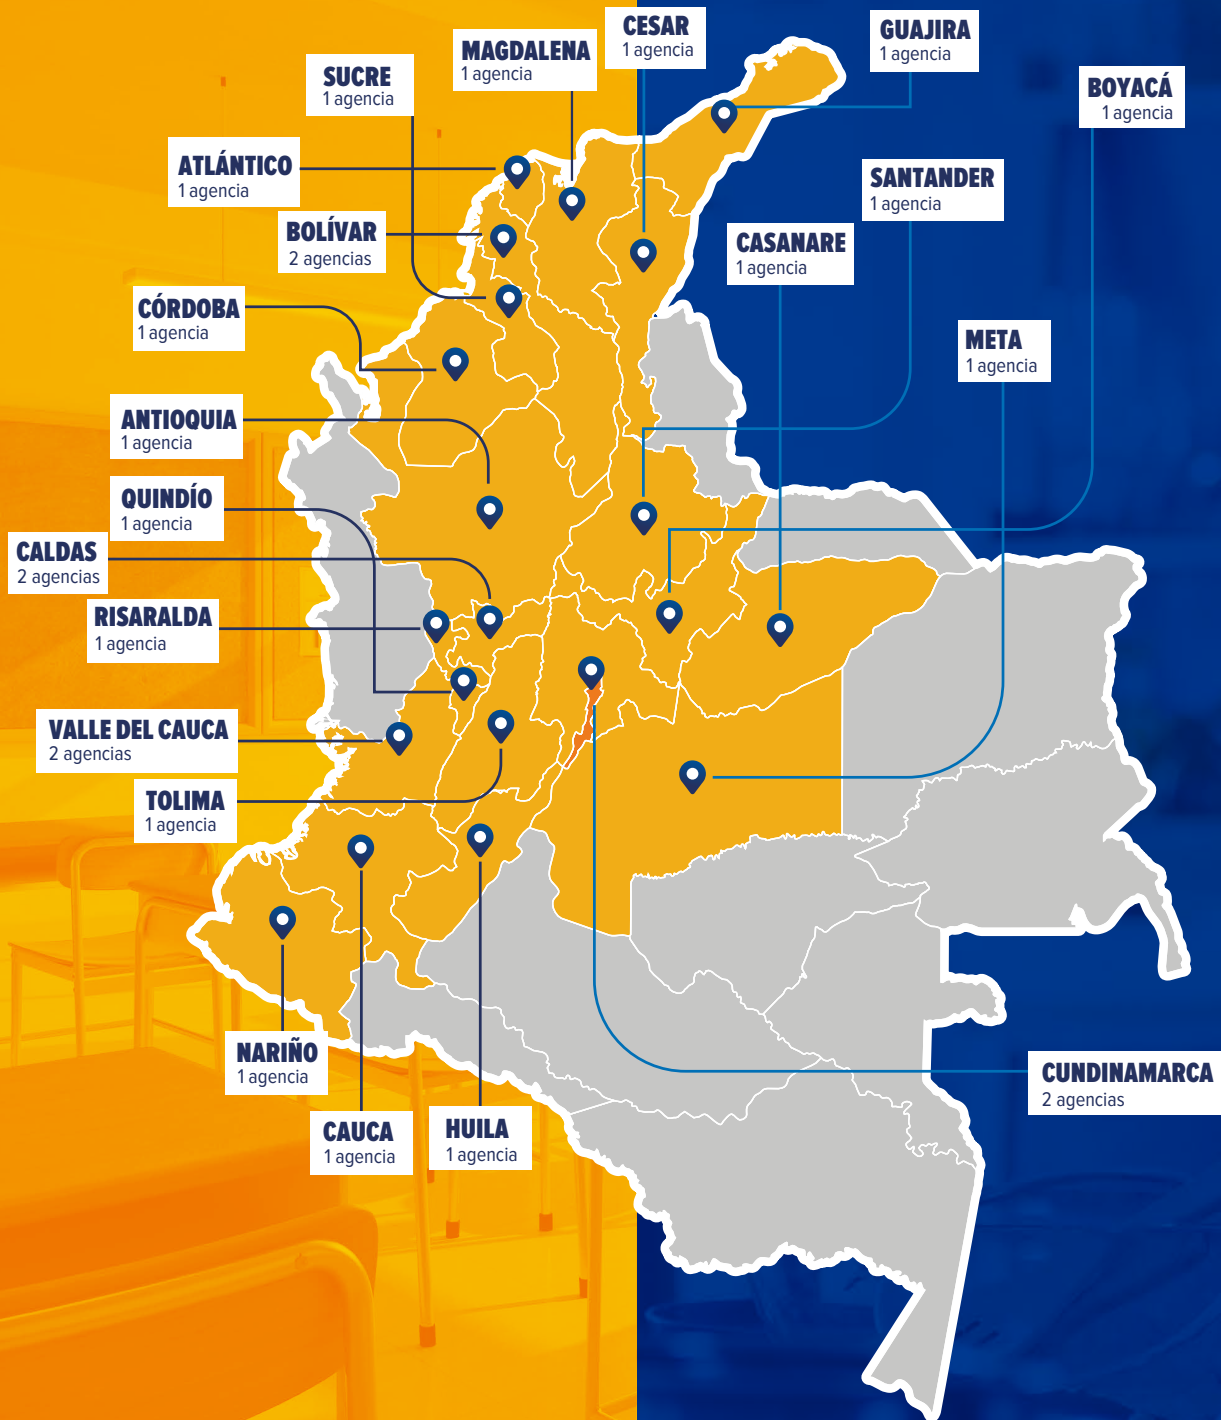 CESAR
1 agencia
GUAJIRA
1 agencia
MAGDALENA
1 agencia
SUCRE
1 agencia
BOYACÁ
1 agencia
ATLÁNTICO
1 agencia
SANTANDER
1 agencia
BOLÍVAR
2 agencias
CASANARE
1 agencia
CÓRDOBA
1 agencia
META
1 agencia
ANTIOQUIA
1 agencia
QUINDÍO
1 agencia
CALDAS
2 agencias
RISARALDA
1 agencia
VALLE DEL CAUCA
2 agencias
TOLIMA
1 agencia
NARIÑO
1 agencia
CUNDINAMARCA
2 agencias
CAUCA
1 agencia
HUILA
1 agencia